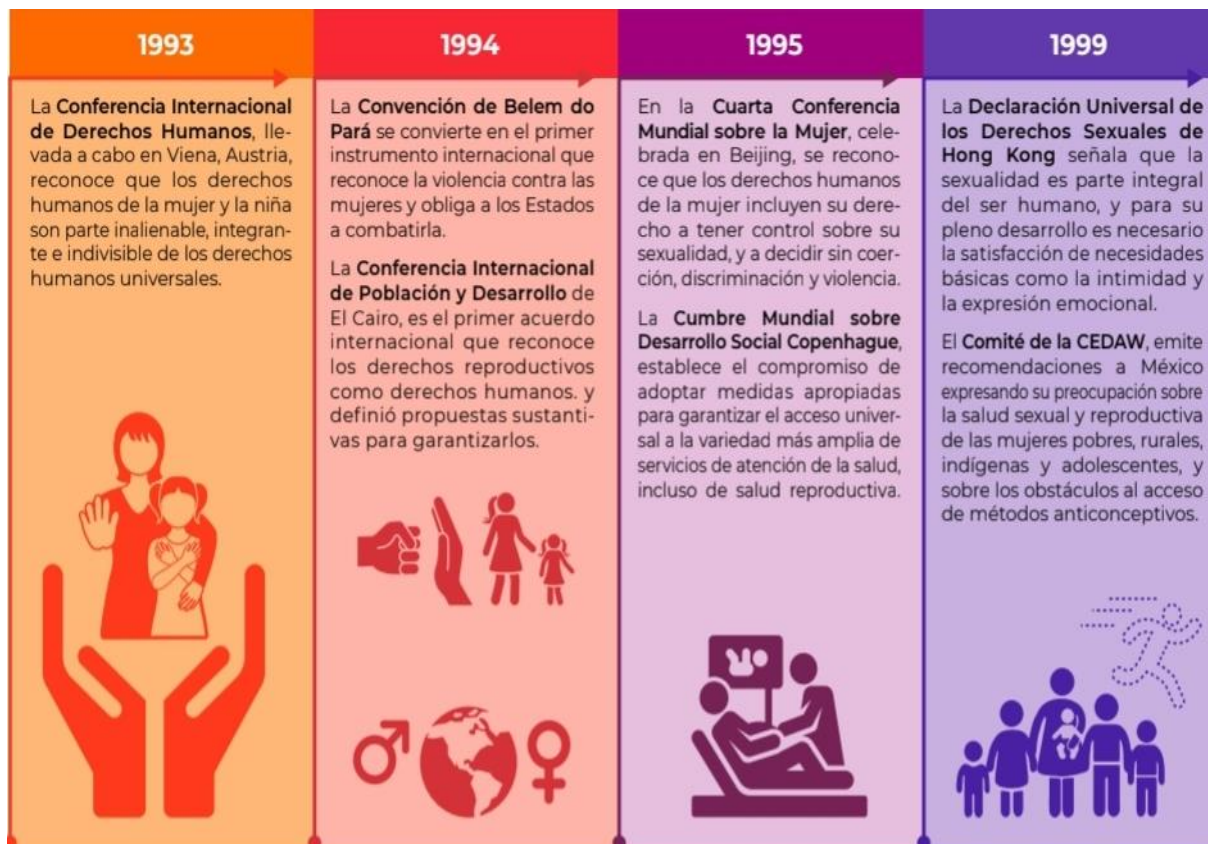 1993
La Conferencia Internacional
de Derechos Humanos, lle-
vada a cabo en Viena, Austria,
reconoce que los derechos
humanos de la mujer y la niña
son parte inalienable, integran-
te e indivisible de los derechos
humanos universales.
1994
La Convención de Belem do
Pará se convierte en el primer
instrumento internacional que
reconoce la violencia contra las
mujeres y obliga a los Estados
a combatirla.
La Conferencia Internacional
de Población y Desarrollo de
El Cairo, es el primer acuerdo
internacional que reconoce
los derechos reproductivos
como derechos humanos. y
definió propuestas sustanti-
vas para garantizarlos.
1995
En la Cuarta Conferencia
Mundial sobre la Mujer, cele-
brada en Beijing, se recono-
ce que los derechos humanos
de la mujer incluyen su dere-
cho a tener control sobre su
sexualidad, y a decidir sin coer-
ción, discriminación y violencia.
La Cumbre Mundial sobre
Desarrollo Social Copenhague,
establece el compromiso de
adoptar medidas apropiadas
para garantizar el acceso univer-
sal a la variedad más amplia de
servicios de atención de la salud,
incluso de salud reproductiva.
1999
La Declaración Universal de
los Derechos Sexuales de
Hong Kong señala que la
sexualidad es parte integral
del ser humano, y para su
pleno desarrollo es necesario
la satisfacción de necesidades
básicas como la intimidad y
la expresión emocional.
El Comité de la CEDAW, emite
recomendaciones a México
expresando su preocupación sobre
la salud sexual y reproductiva
de las mujeres pobres, rurales,
indígenas y adolescentes, y
sobre los obstáculos al acceso
de métodos anticonceptivos.